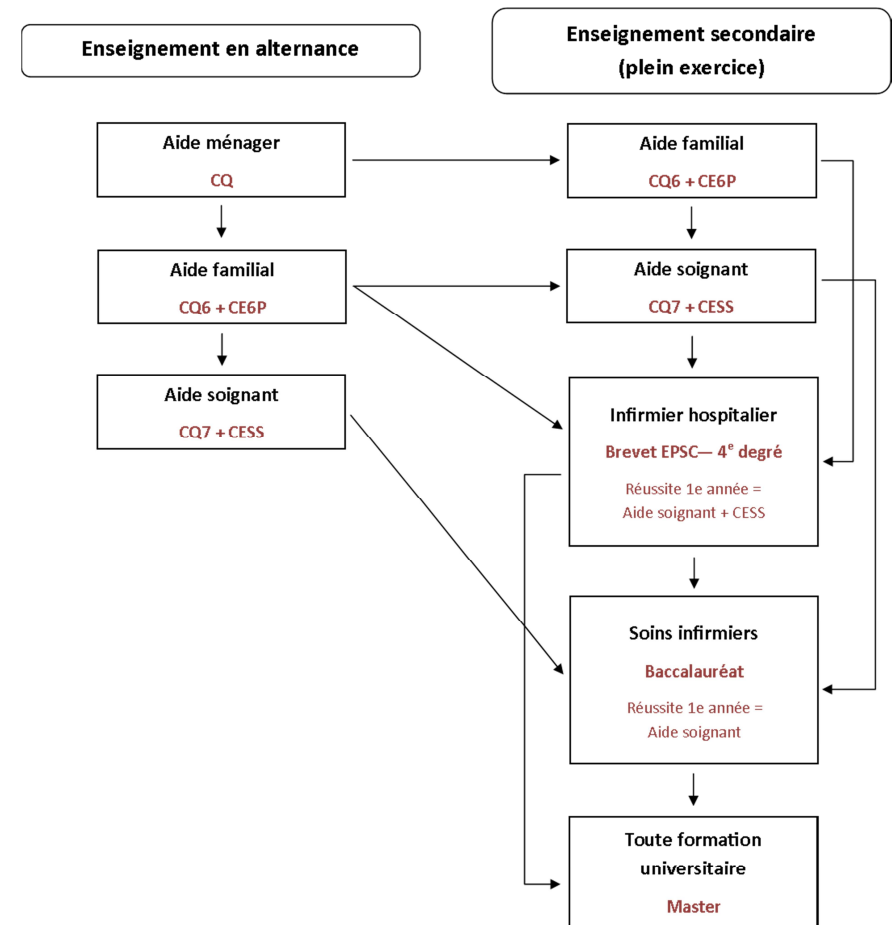 Enseignement en alternance
Enseignement secondaire
(plein exercice)
Aide ménager
CQ
Aide familial
CQ6 + CE6P
Aide soignant
CQ7 + CESS
Aide familial
CQ6 + CE6P
Aide soignant
CQ7 + CESS
Infirmier hospitalier
Brevet EPSC— 4e degré
Réussite 1e année =
Aide soignant + CESS
Soins infirmiers
Baccalauréat
Réussite 1e année =
Aide soignant
Toute formation
universitaire
Master